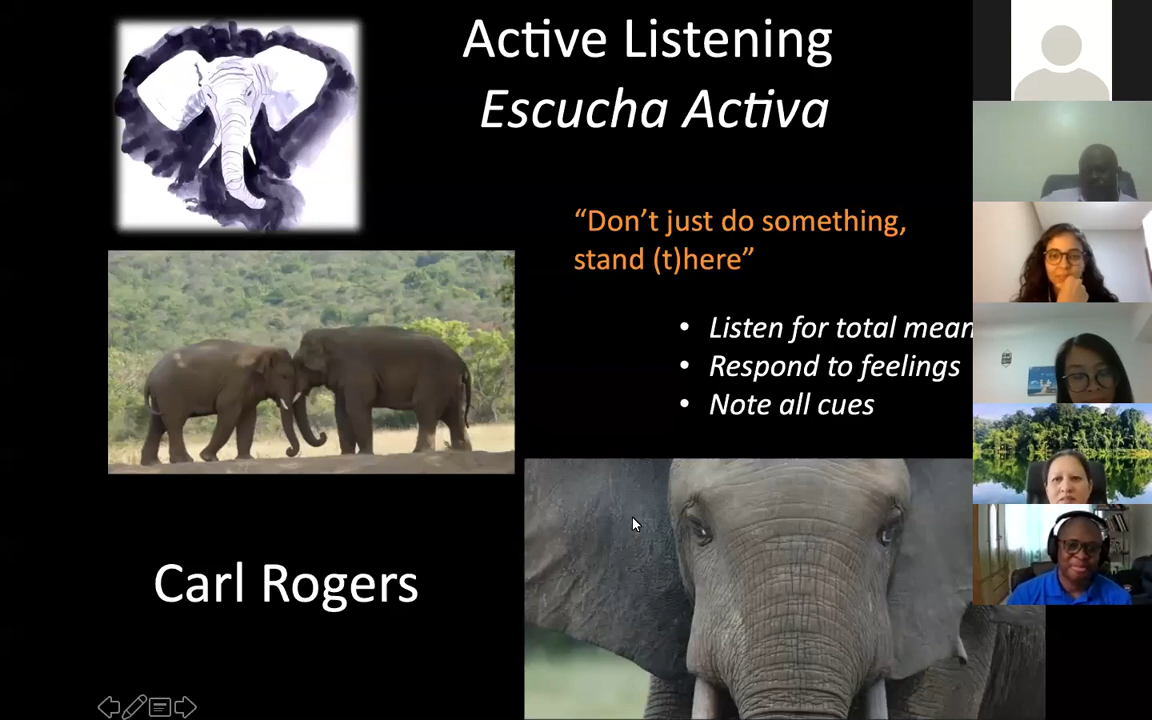 Active Listening
Escucha Activa
“Don’t just do something,
stand (t)here”
• Listen for total mean
• Respond to feelings
• Note all cues
Carl Rogers